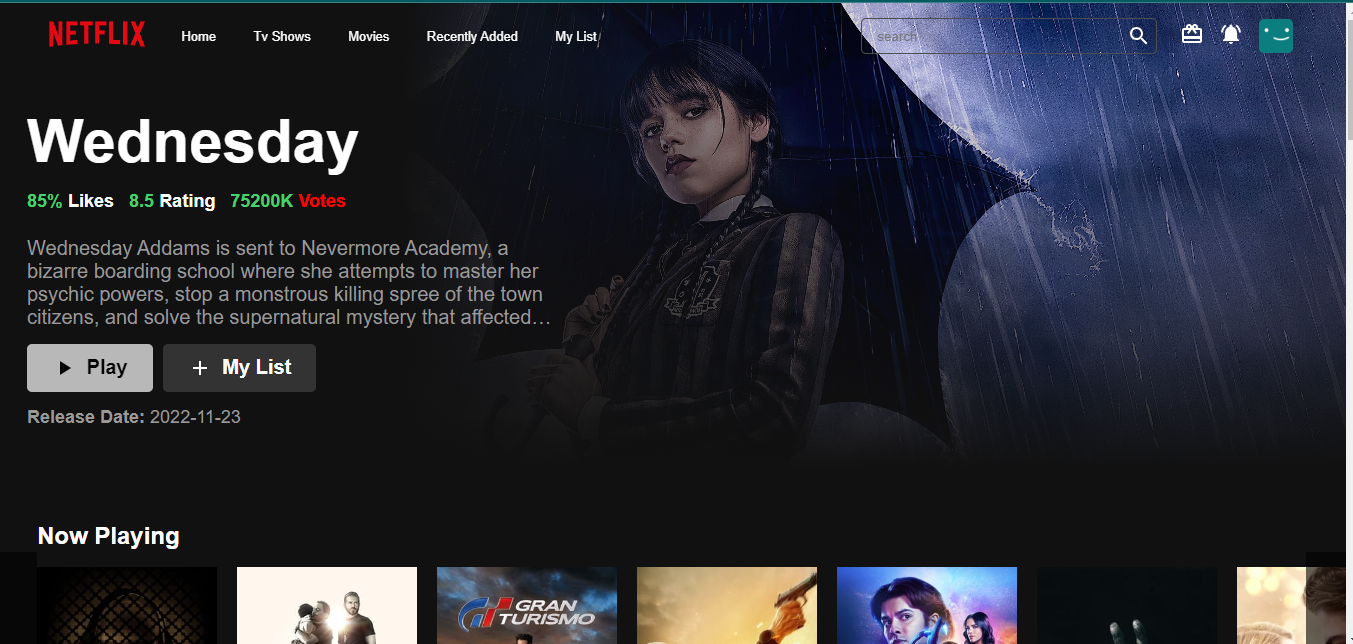 NETFLIX Home Tv Shows Movies Recently Added My List search
Wednesday
85% Likes 8.5 Rating 75200K Votes
Wednesday Addams is sent to Nevermore Academy, a
bizarre boarding school where she attempts to master her
psychic powers, stop a monstrous killing spree of the town
citizens, and solve the supernatural mystery that affected…
Play + My List
Release Date: 2022-11-23
Now Playing
GRAN
TURISMO